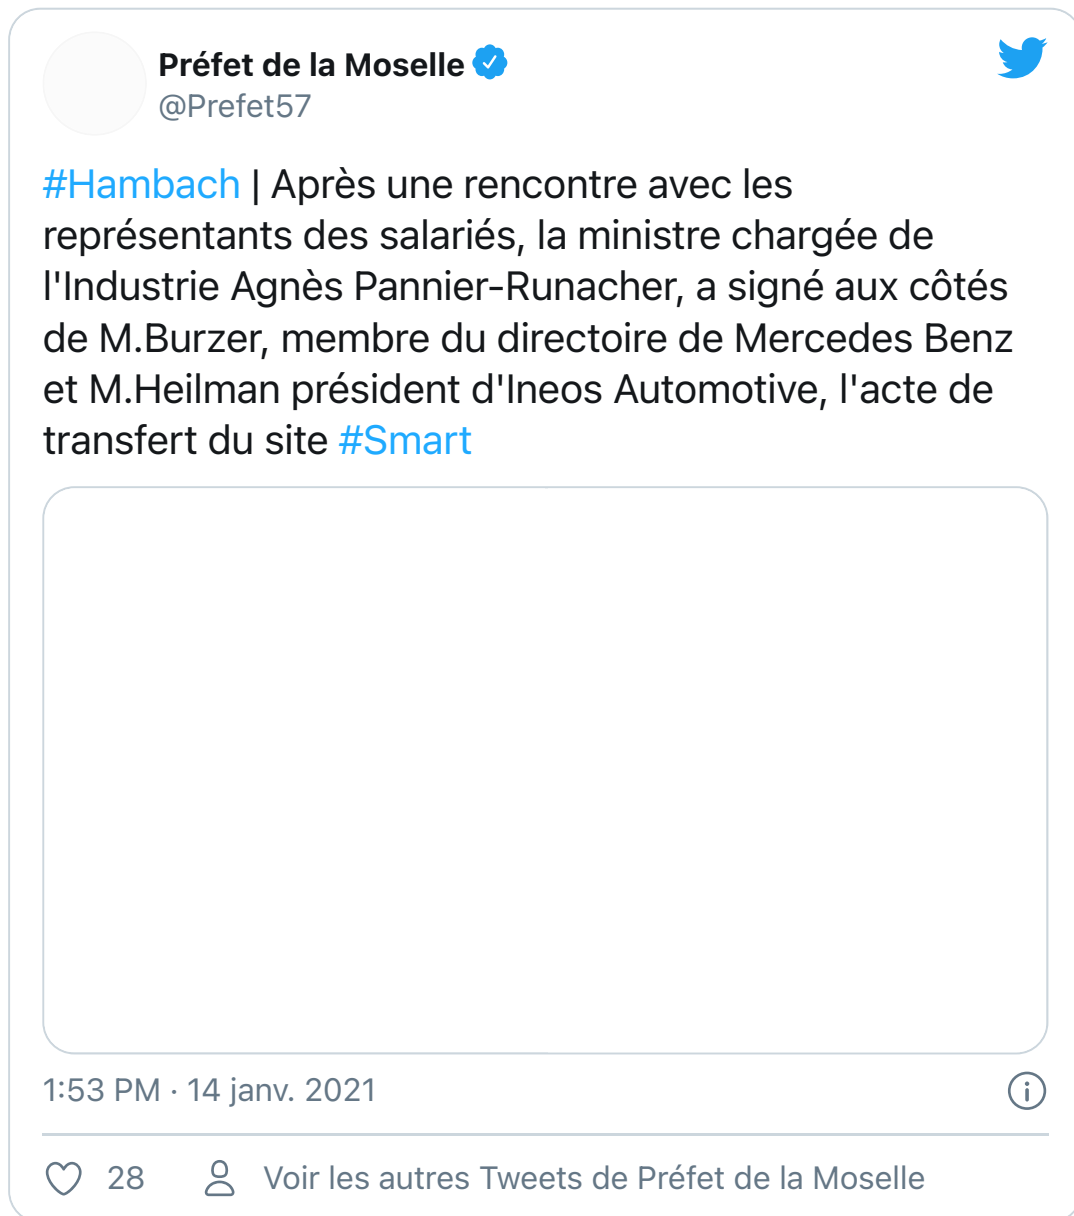 Préfet de la Moselle
@Prefet57
#Hambach | Après une rencontre avec les
représentants des salariés, la ministre chargée de
l'Industrie Agnès Pannier-Runacher, a signé aux côtés
de M.Burzer, membre du directoire de Mercedes Benz
et M.Heilman président d'Ineos Automotive, l'acte de
transfert du site #Smart
1:53 PM · 14 janv. 2021
28 Voir les autres Tweets de Préfet de la Moselle